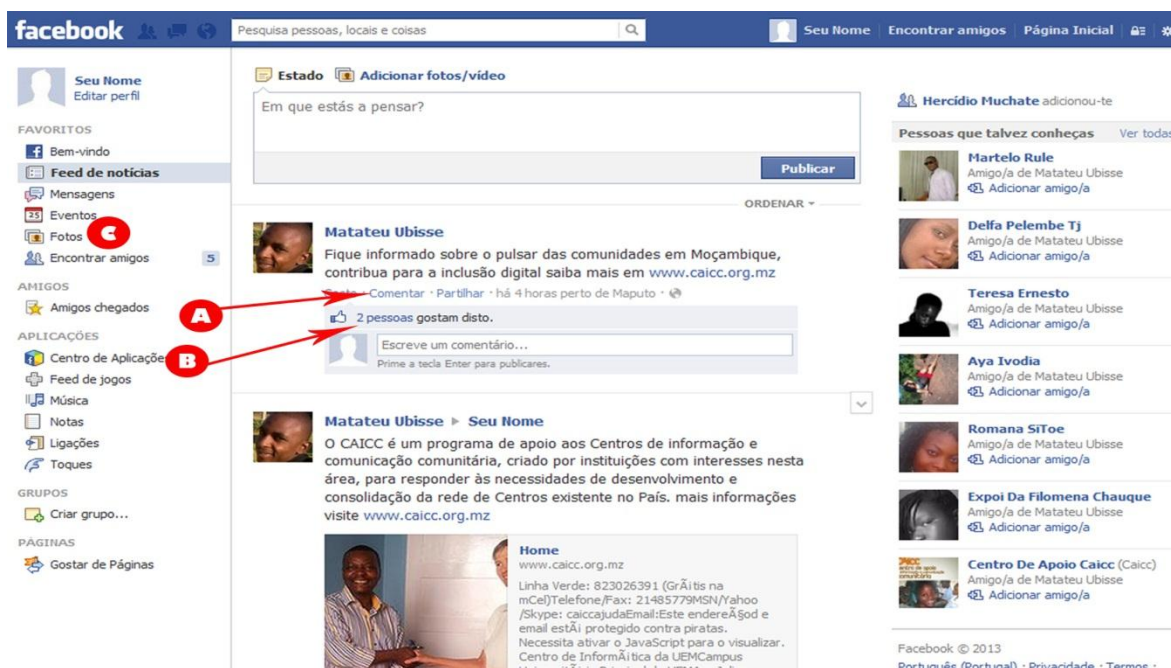 facebook
Pesquisa pessoas, locais e coisas
Seu Nome
Encontrar amigos
Página Inicial
Seu Nome
Editar perfil
FAVORITOS
Bem-vindo
Feed de notícias
Mensagens
25 Eventos
Fotos
C
Encontrar amigos 5
AMIGOS
Amigos chegados
APLICAÇÕES
Centro de Aplicaçõe
Feed de jogos
Música
Notas
Ligações
Toques
GRUPOS
Criar grupo...
PÁGINAS
Gostar de Páginas
Estado Adicionar fotos/vídeo
Em que estás a pensar?
Publicar
ORDENAR
Matateu Ubisse
Fique informado sobre o pulsar das comunidades em Moçambique,
contribua para a inclusão digital saiba mais em www.caicc.org.mz
Gosto · Comentar · Partilhar · há 4 horas perto de Maputo ·
A
2 pessoas gostam disto.
B
Escreve um comentário...
Prime a tecla Enter para publicares.
Matateu Ubisse Seu Nome
O CAICC é um programa de apoio aos Centros de informação e
comunicação comunitária, criado por instituições com interesses nesta
área, para responder às necessidades de desenvolvimento e
consolidação da rede de Centros existente no País. mais informações
visite www.caicc.org.mz
Home
www.caicc.org.mz
Linha Verde: 823026391 (GrÃitis na
mCel)Telefone/Fax: 21485779MSN/Yahoo
/Skype: caiccajudaEmail:Este endereÃ§od e
email estÃi protegido contra piratas.
Necessita ativar o JavaScript para o visualizar.
Centro de InformÃitica da UEMCampus
Hercídio Muchate adicionou-te
Pessoas que talvez conheças Ver todas
Martelo Rule
Amigo/a de Matateu Ubisse
Adicionar amigo/a
Delfa Pelembe Tj
Amigo/a de Matateu Ubisse
Adicionar amigo/a
Teresa Ernesto
Amigo/a de Matateu Ubisse
Adicionar amigo/a
Aya Ivodia
Amigo/a de Matateu Ubisse
Adicionar amigo/a
Romana SiToe
Amigo/a de Matateu Ubisse
Adicionar amigo/a
Expoi Da Filomena Chauque
Amigo/a de Matateu Ubisse
Adicionar amigo/a
Centro De Apoio Caicc (Caicc)
Amigo/a de Matateu Ubisse
Adicionar amigo/a
Facebook © 2013
Português (Portugal) · Privacidade · Termos ·